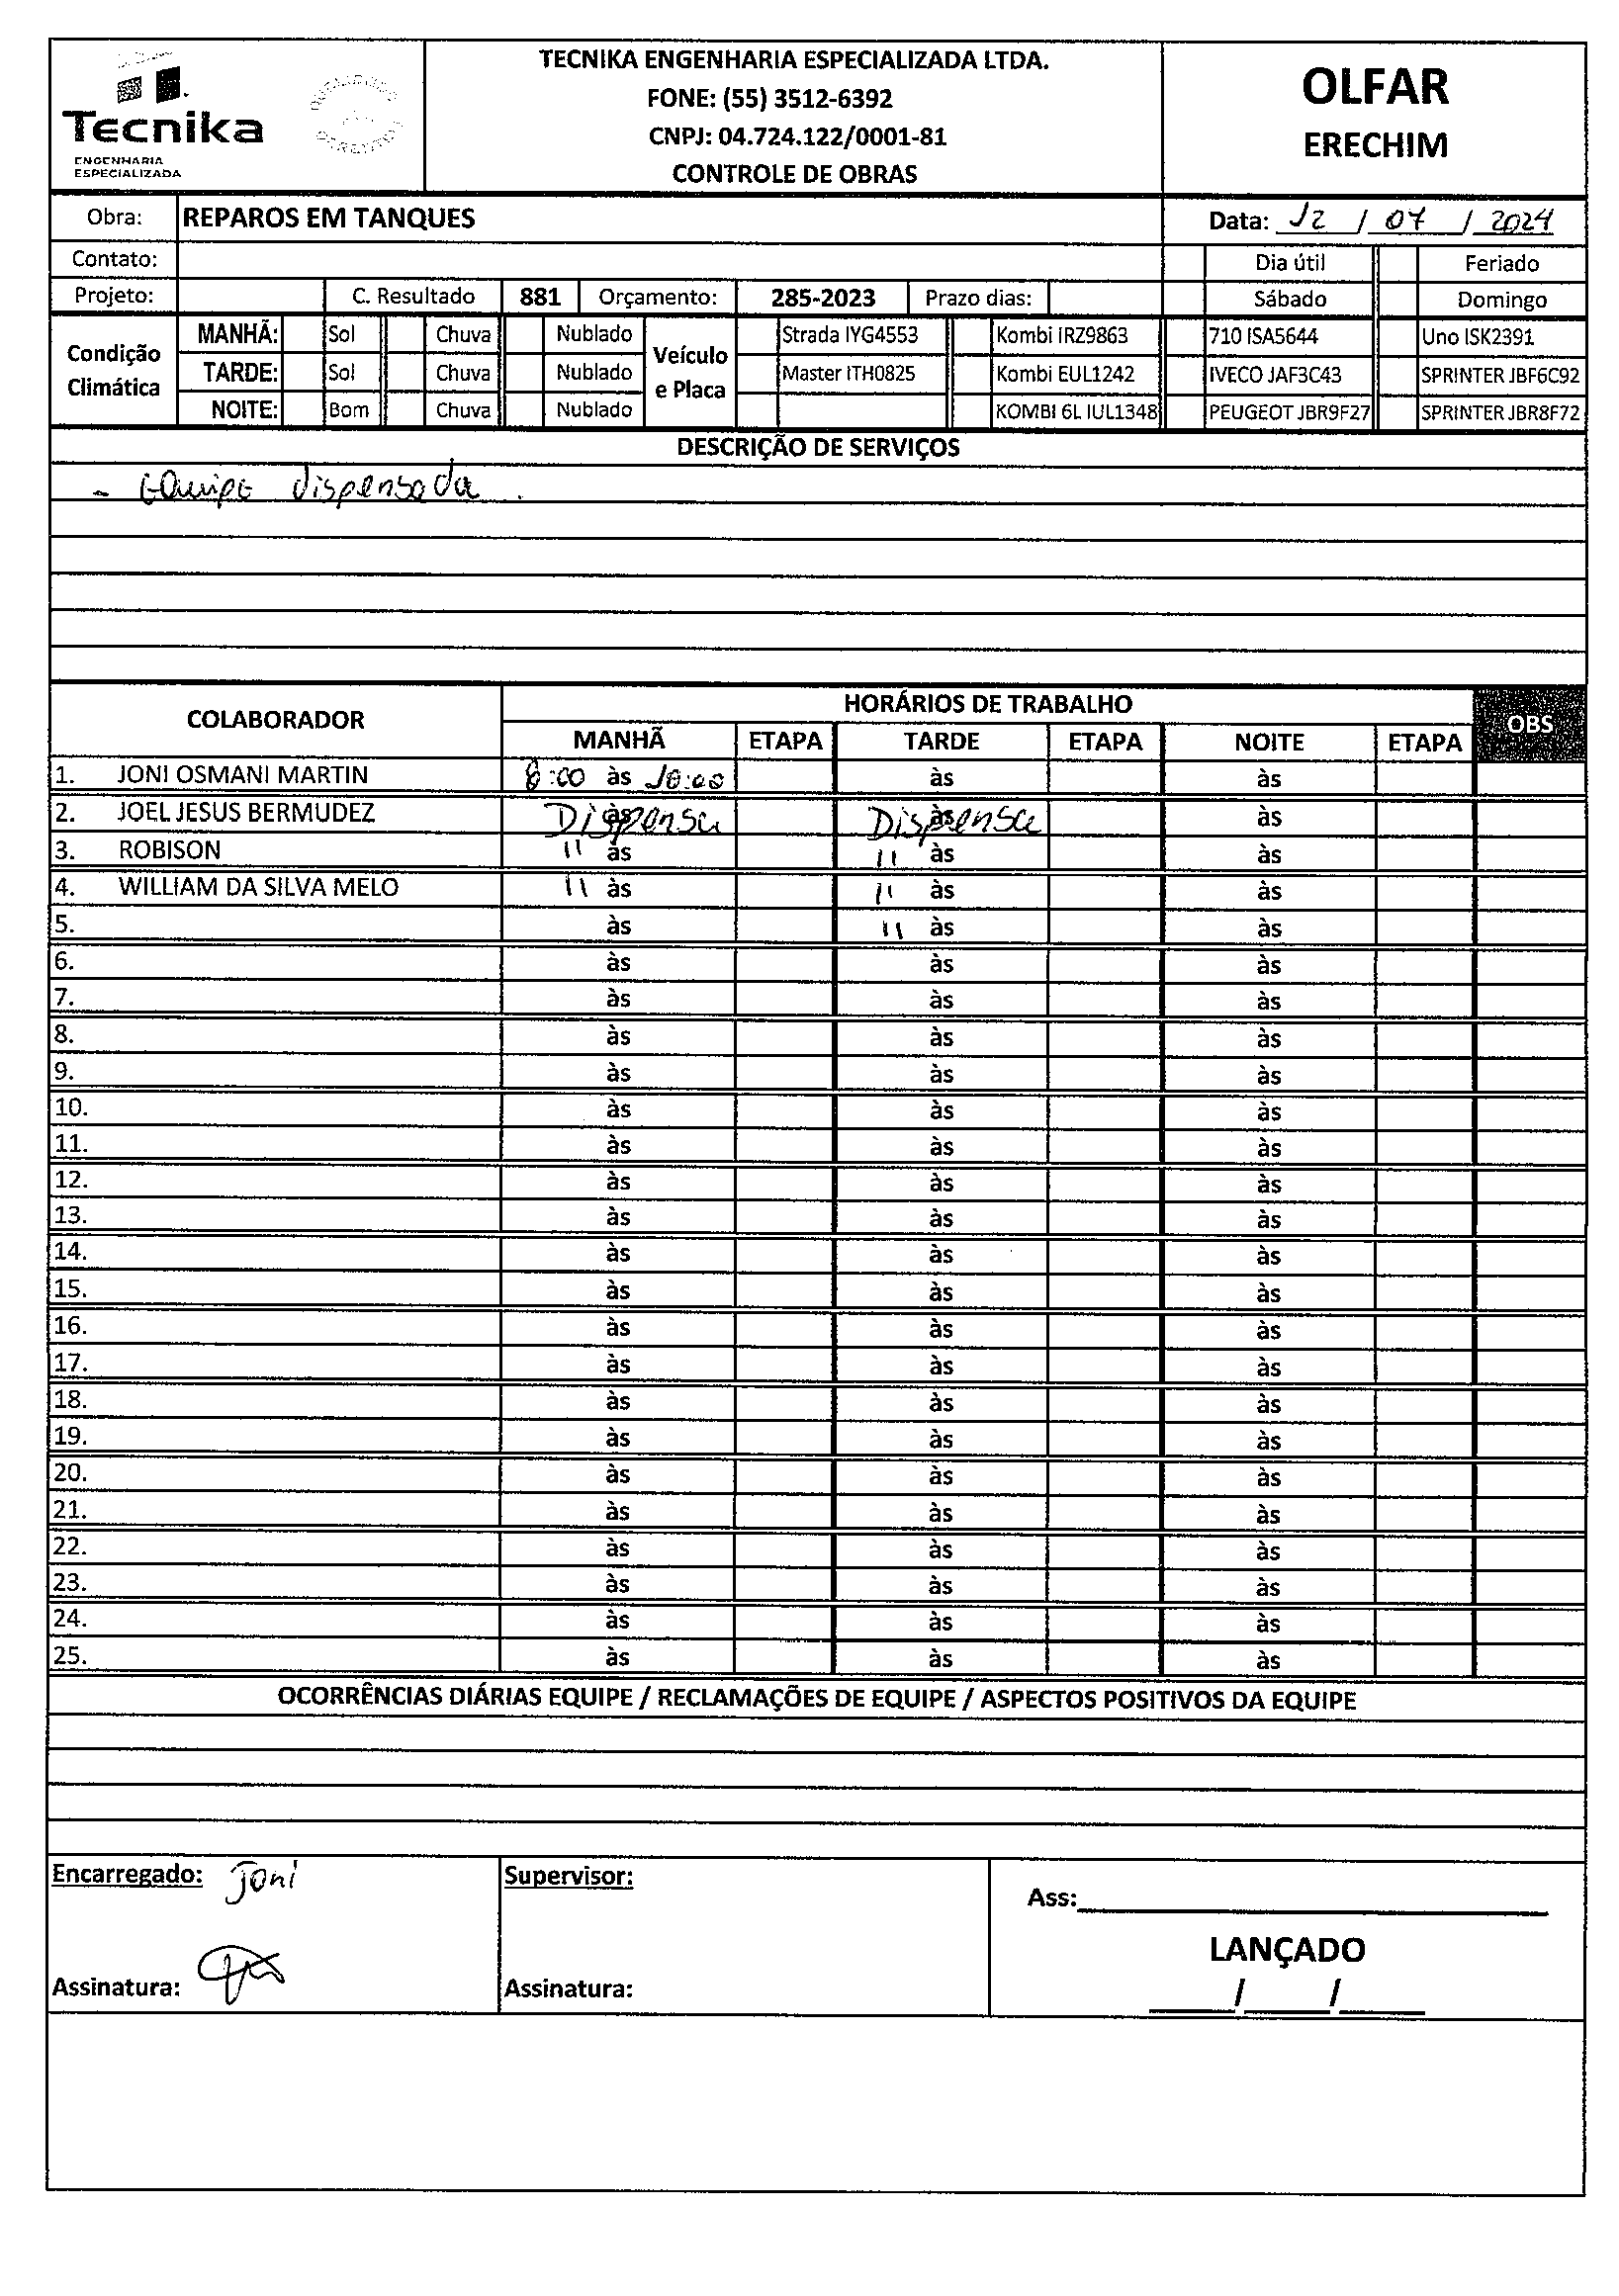 Tecnika
ENGENHARIA
ESPECIALIZADA
TECNIKA ENGENHARIA ESPECIALIZADA LTDA.
FONE: (55) 3512-6392
CNPJ: 04.724.122/0001-81
CONTROLE DE OBRAS
OLFAR
ERECHIM
Obra: REPAROS EM TANQUES Data: 12 / 07 / 2024
Contato: Dia útil Feriado
Projeto: C. Resultado 881 Orçamento: 285-2023 Prazo dias: Sábado Domingo
Condição Climática Veículo e Placa
MANHÃ: Sol Chuva Nublado Strada IYG4553 Kombi IRZ9863 710 ISA5644 Uno ISK2391
TARDE: Sol Chuva Nublado Master ITH0825 Kombi EUL1242 IVECO JAF3C43 SPRINTER JBF6C92
NOITE: Bom Chuva Nublado KOMBI 6L IUL1348 PEUGEOT JBR9F27 SPRINTER JBR8F72
DESCRIÇÃO DE SERVIÇOS
- Equipe dispensada.
COLABORADOR HORÁRIOS DE TRABALHO OBS
MANHÃ ETAPA TARDE ETAPA NOITE ETAPA
1. JONI OSMANI MARTIN 8:00 às 18:00 às às
2. JOEL JESUS BERMUDEZ Dispensa às Dispensa às às
3. ROBISON " às " às às
4. WILLIAM DA SILVA MELO " às " às às
5. às " às às
6. às às às
7. às às às
8. às às às
9. às às às
10. às às às
11. às às às
12. às às às
13. às às às
14. às às às
15. às às às
16. às às às
17. às às às
18. às às às
19. às às às
20. às às às
21. às às às
22. às às às
23. às às às
24. às às às
25. às às às
OCORRÊNCIAS DIÁRIAS EQUIPE / RECLAMAÇÕES DE EQUIPE / ASPECTOS POSITIVOS DA EQUIPE
Encarregado: Joni Supervisor:
Ass:
LANÇADO
Assinatura: Assinatura:
/ /